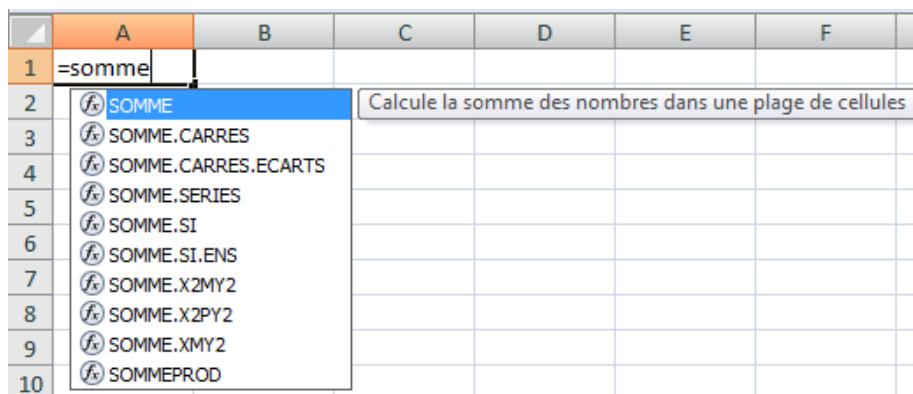 A B C D E F
1 =somme
2 SOMME Calcule la somme des nombres dans une plage de cellules
3 SOMME.CARRES
4 SOMME.CARRES.ECARTS
5 SOMME.SERIES
6 SOMME.SI
SOMME.SI.ENS
7 SOMME.X2MY2
8 SOMME.X2PY2
9 SOMME.XMY2
10 SOMMEPROD